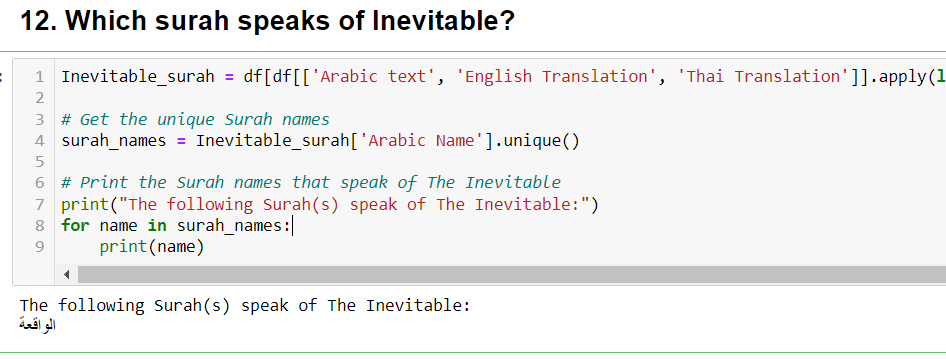 12. Which surah speaks of Inevitable?
1 Inevitable_surah = df[df[['Arabic text', 'English Translation', 'Thai Translation']].apply(l
2
3 # Get the unique Surah names
4 surah_names = Inevitable_surah['Arabic Name'].unique()
5
6 # Print the Surah names that speak of The Inevitable
7 print("The following Surah(s) speak of The Inevitable:")
8 for name in surah_names:
9     print(name)
The following Surah(s) speak of The Inevitable:
الواقعة